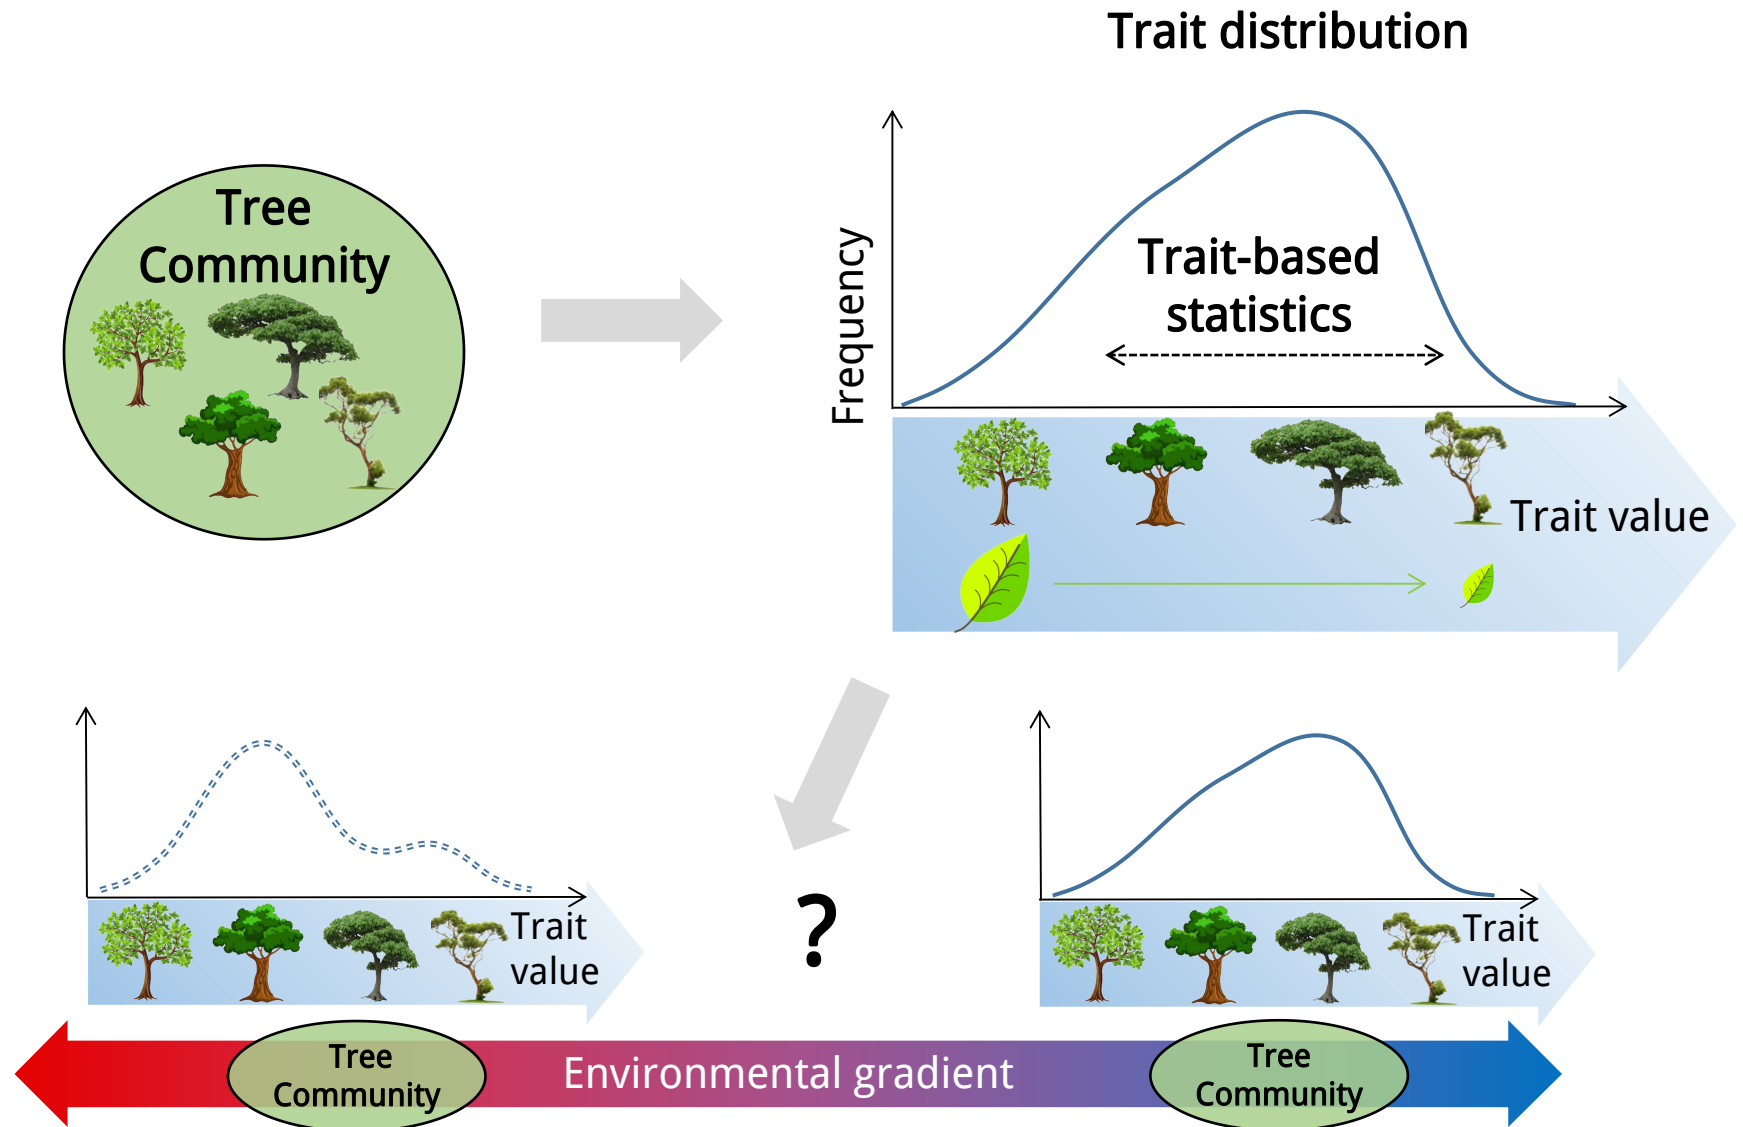 Trait distribution
Tree
Community
Frequency
Trait-based
statistics
Trait value
Trait
value
?
Trait
value
Tree
Community
Environmental gradient
Tree
Community